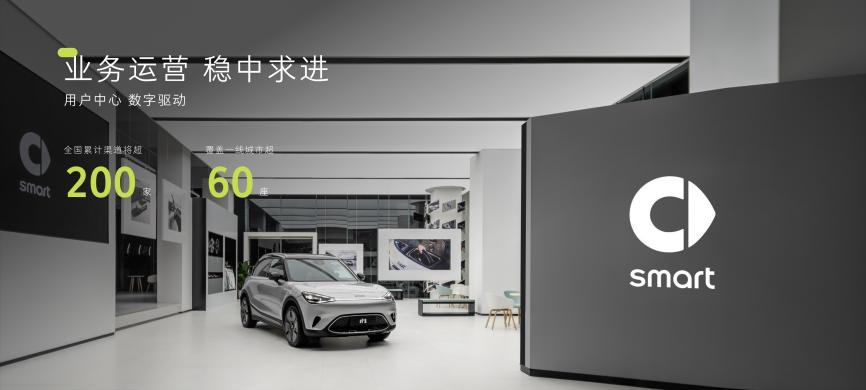 业务运营 稳中求进
用户中心 数字驱动
全国累计渠道将超
覆盖一线城市超
200 家
60 座
smart
smart